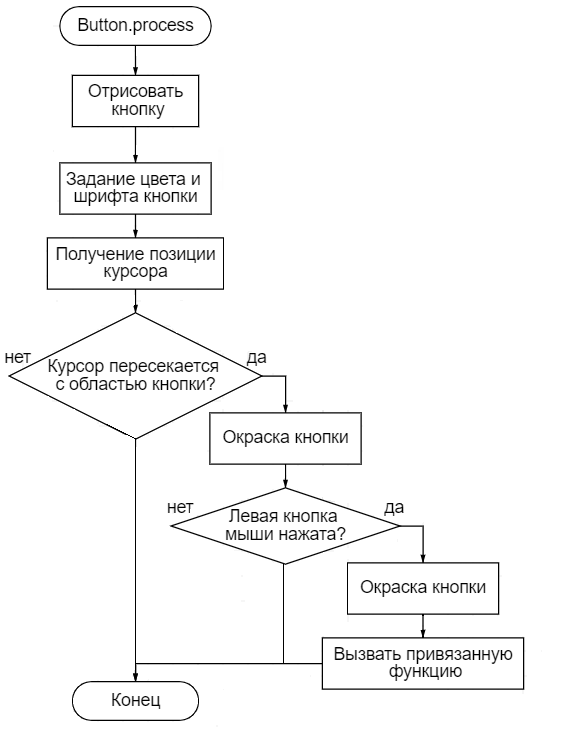 Button.process
Отрисовать
кнопку
Задание цвета и
шрифта кнопки
Получение позиции
курсора
нет
да
Курсор пересекается
с областью кнопки?
Окраска кнопки
нет
да
Левая кнопка
мыши нажата?
Окраска кнопки
Вызвать привязанную
функцию
Конец